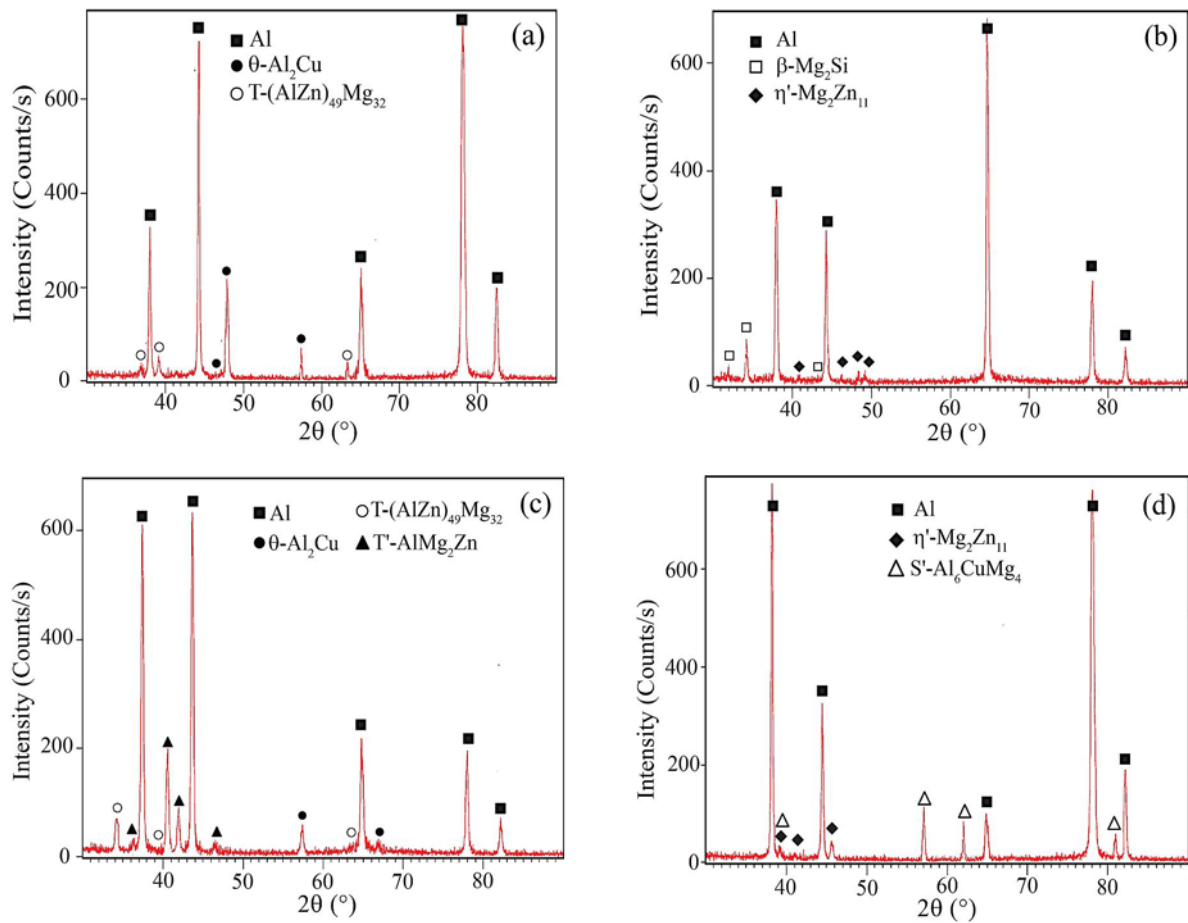 (a)
■ Al
● θ-Al₂Cu
○ T-(AlZn)₄₉Mg₃₂
Intensity (Counts/s)
600
400
200
0
40 50 60 70 80
2θ (°)
(b)
■ Al
□ β-Mg₂Si
◆ η'-Mg₂Zn₁₁
Intensity (Counts/s)
600
400
200
0
40 50 60 70 80
2θ (°)
(c)
■ Al ○ T-(AlZn)₄₉Mg₃₂
● θ-Al₂Cu ▲ T'-AlMg₂Zn
Intensity (Counts/s)
600
400
200
0
40 50 60 70 80
2θ (°)
(d)
■ Al
◆ η'-Mg₂Zn₁₁
△ S'-Al₆CuMg₄
Intensity (Counts/s)
600
400
200
0
40 50 60 70 80
2θ (°)